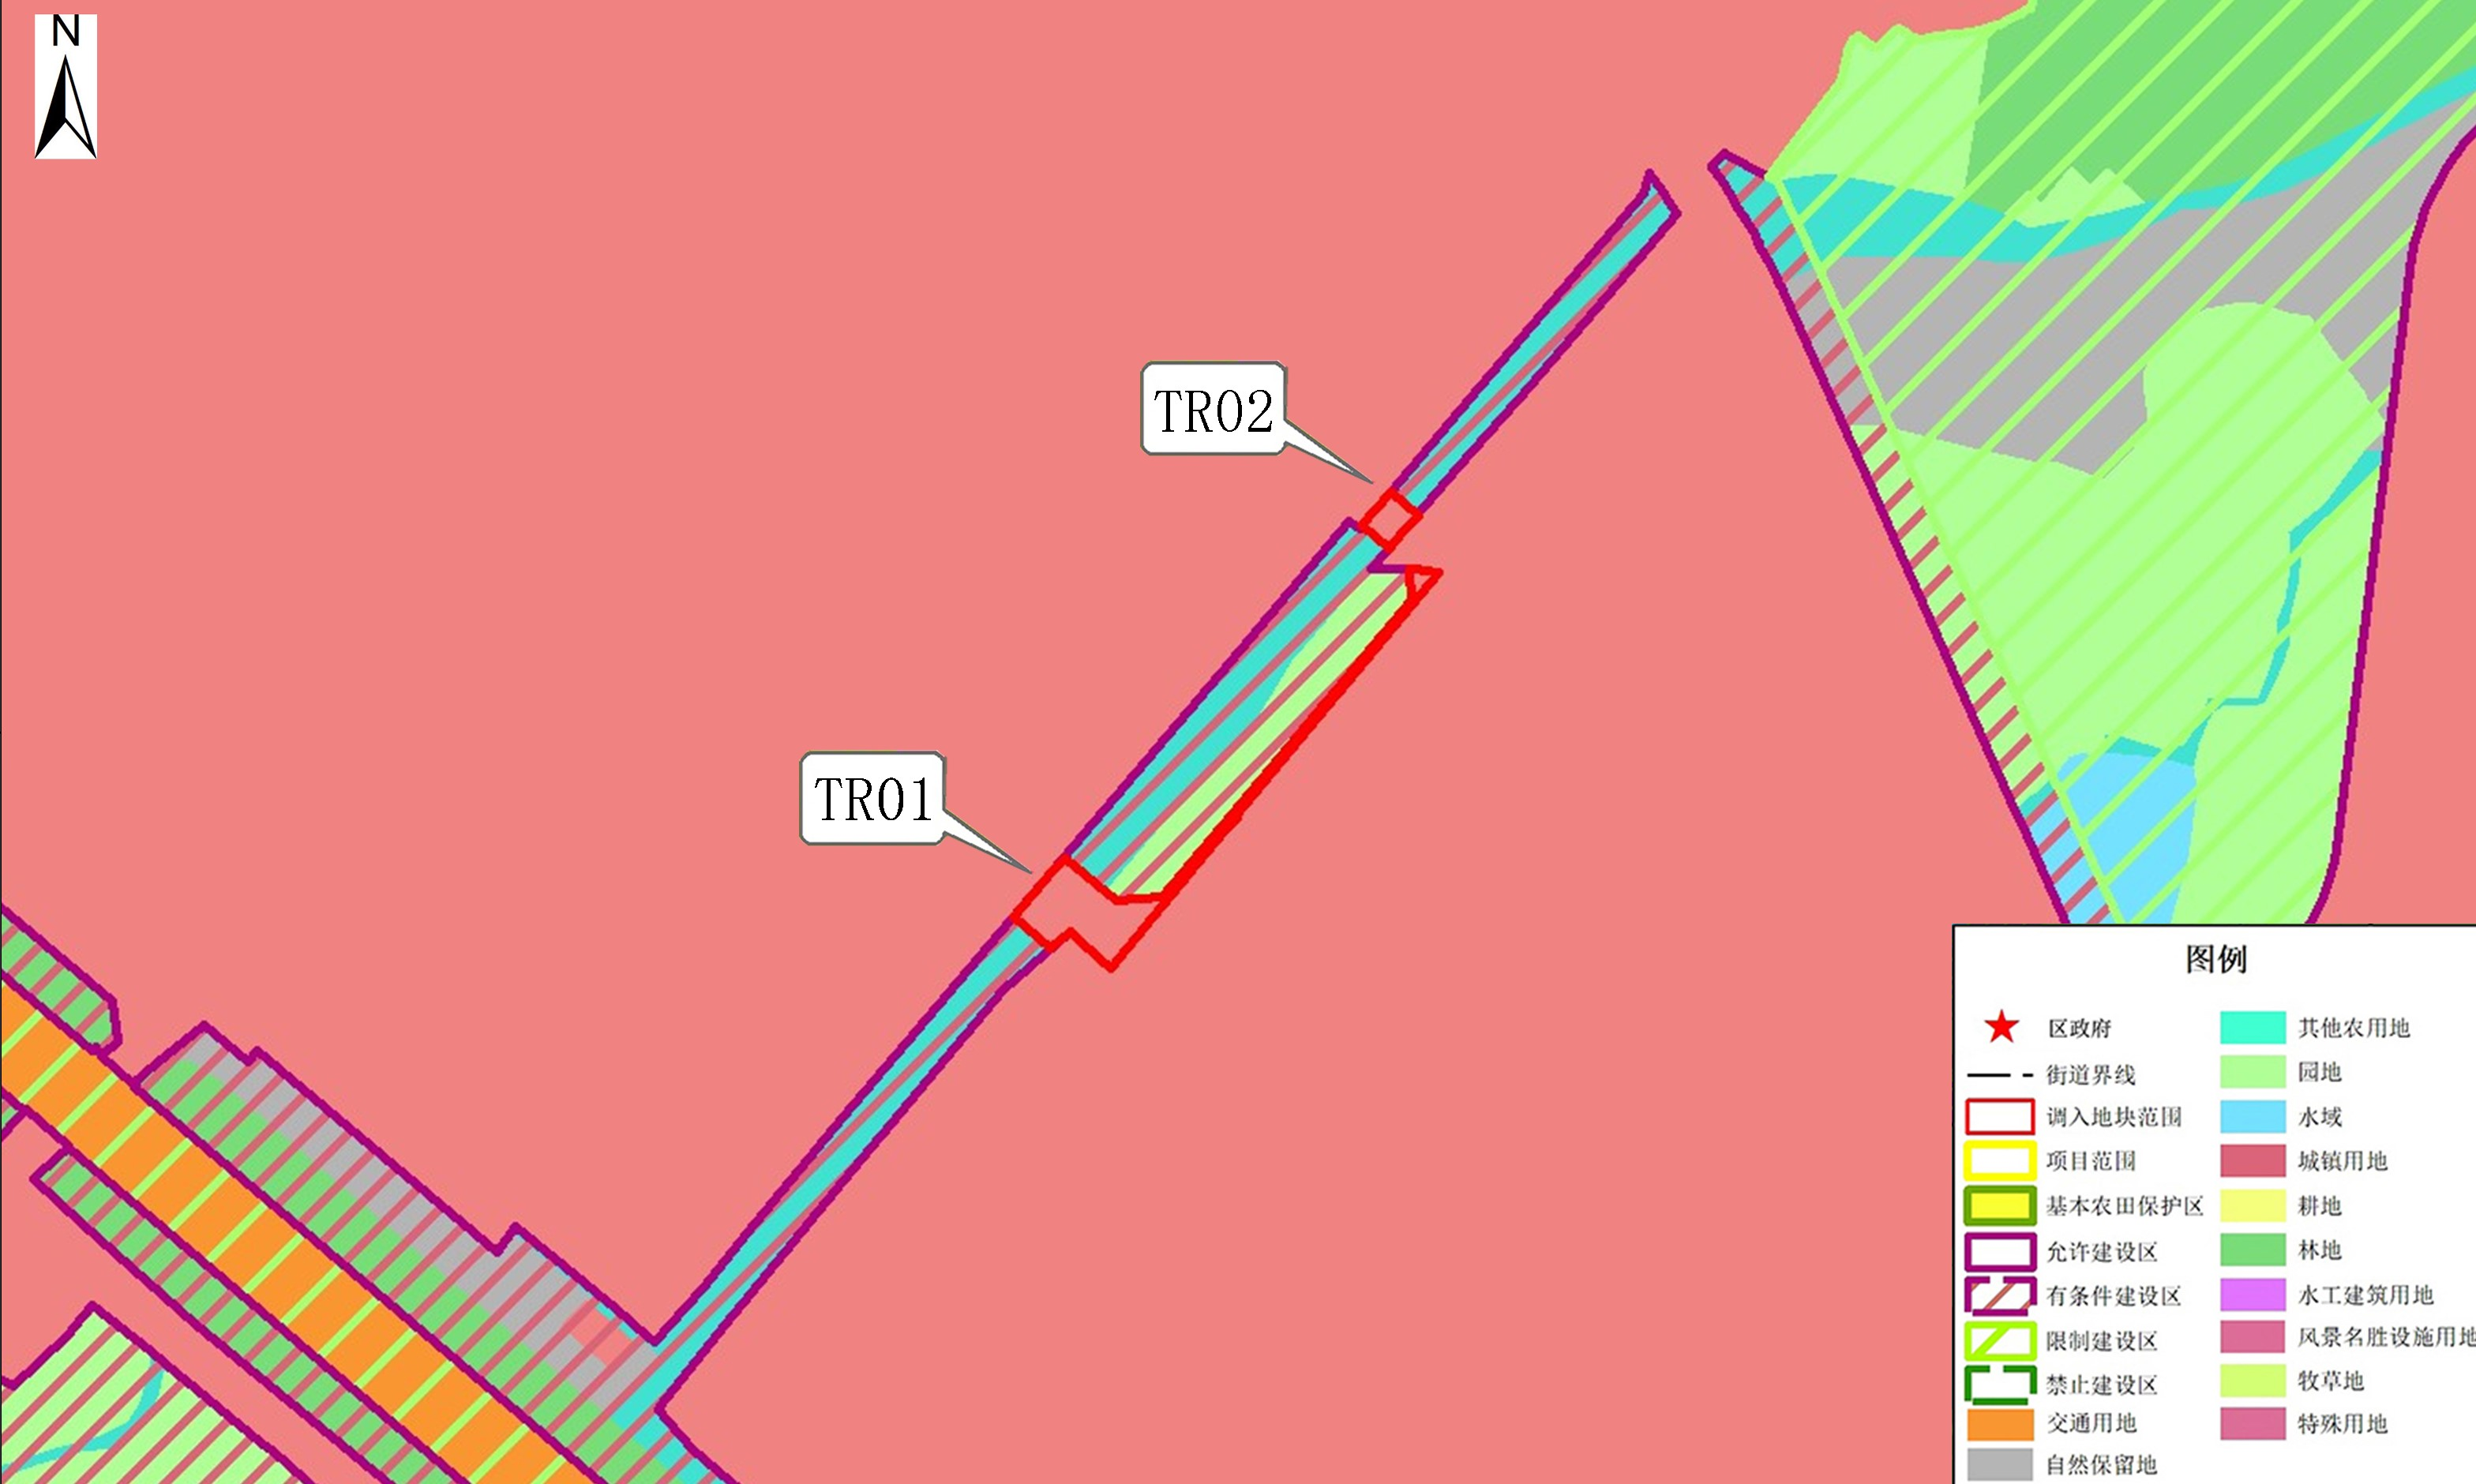 N
TR02
TR01
图例
区政府
其他农用地
街道界线
园地
调入地块范围
水域
项目范围
城镇用地
基本农田保护区
耕地
允许建设区
林地
有条件建设区
水工建筑用地
限制建设区
风景名胜设施用地
禁止建设区
牧草地
交通用地
特殊用地
自然保留地